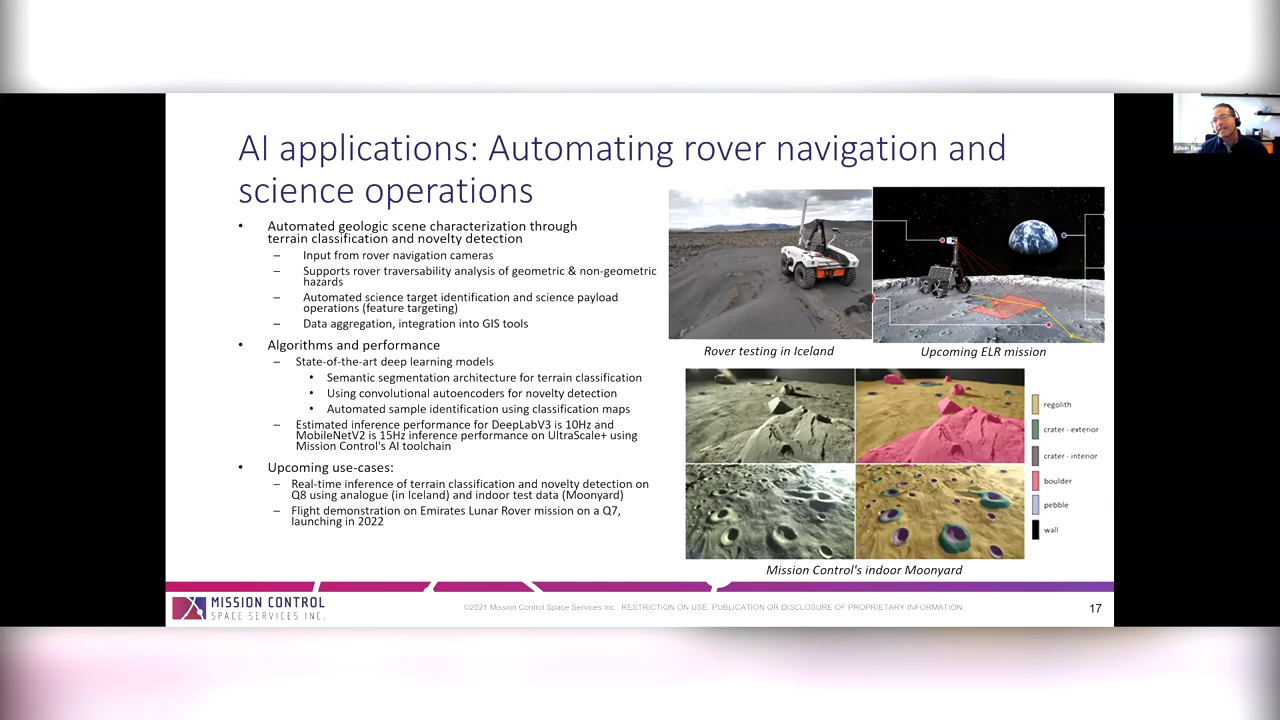 AI applications: Automating rover navigation and
science operations
• Automated geologic scene characterization through
terrain classification and novelty detection
– Input from rover navigation cameras
– Supports rover traversability analysis of geometric & non-geometric
hazards
– Automated science target identification and science payload
operations (feature targeting)
– Data aggregation, integration into GIS tools
• Algorithms and performance
– State-of-the-art deep learning models
• Semantic segmentation architecture for terrain classification
• Using convolutional autoencoders for novelty detection
• Automated sample identification using classification maps
– Estimated inference performance for DeepLabV3 is 10Hz and
MobileNetV2 is 15Hz inference performance on UltraScale+ using
Mission Control's AI toolchain
• Upcoming use-cases:
– Real-time inference of terrain classification and novelty detection on
Q8 using analogue (in Iceland) and indoor test data (Moonyard)
– Flight demonstration on Emirates Lunar Rover mission on a Q7,
launching in 2022
Rover testing in Iceland
Upcoming ELR mission
regolith
crater - exterior
crater - interior
boulder
pebble
wall
Mission Control's indoor Moonyard
MISSION CONTROL
SPACE SERVICES INC.
©2021 Mission Control Space Services Inc. RESTRICTION ON USE, PUBLICATION OR DISCLOSURE OF PROPRIETARY INFORMATION
17
Edwin